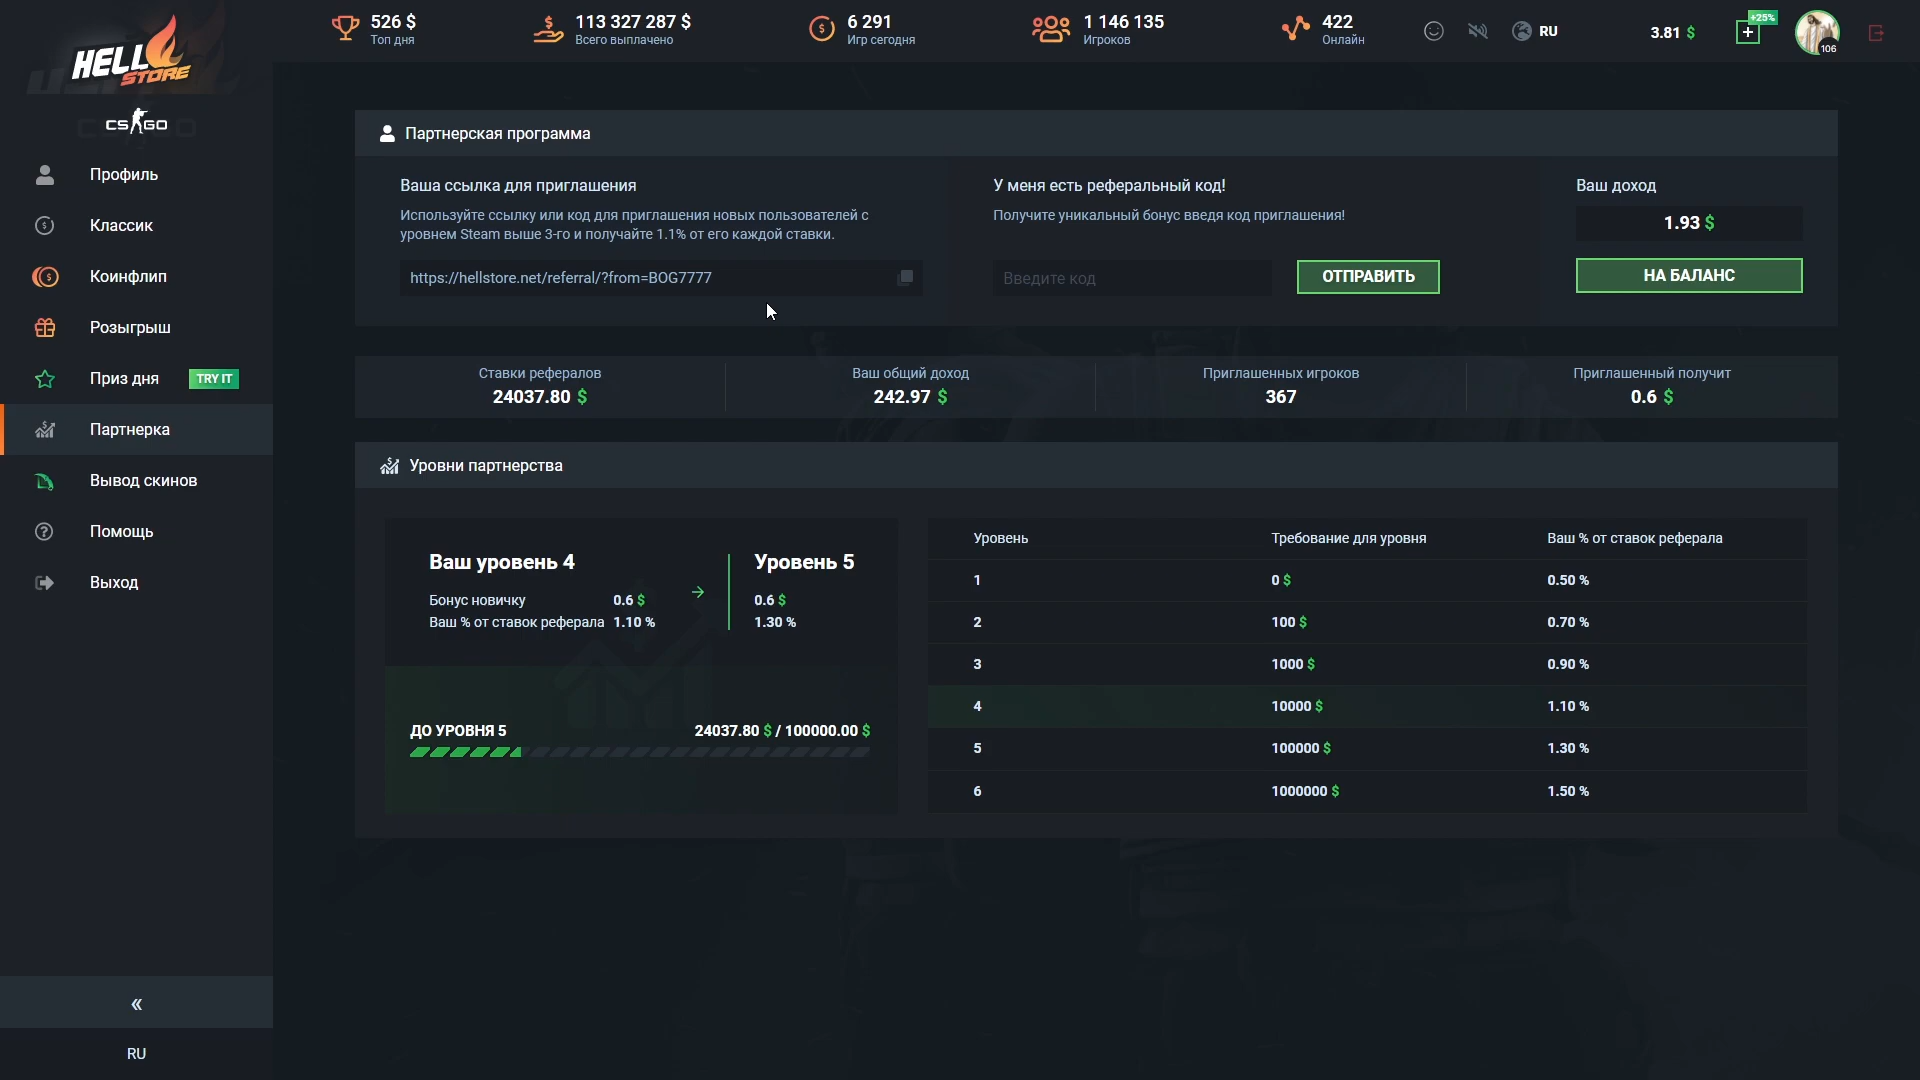 HELL STORE
526 $
Топ дня
113 327 287 $
Всего выплачено
6 291
Игр сегодня
1 146 135
Игроков
422
Онлайн
RU
3.81 $
+25%
106
CS GO
Профиль
Классик
Коинфлип
Розыгрыш
Приз дня TRY IT
Партнерка
Вывод скинов
Помощь
Выход
«
RU
Партнерская программа
Ваша ссылка для приглашения
Используйте ссылку или код для приглашения новых пользователей с
уровнем Steam выше 3-го и получайте 1.1% от его каждой ставки.
https://hellstore.net/referral/?from=BOG7777
У меня есть реферальный код!
Получите уникальный бонус введя код приглашения!
Введите код
ОТПРАВИТЬ
Ваш доход
1.93 $
НА БАЛАНС
Ставки рефералов
24037.80 $
Ваш общий доход
242.97 $
Приглашенных игроков
367
Приглашенный получит
0.6 $
Уровни партнерства
Ваш уровень 4
Бонус новичку 0.6 $
Ваш % от ставок реферала 1.10 %
Уровень 5
0.6 $
1.30 %
ДО УРОВНЯ 5 24037.80 $ / 100000.00 $
Уровень Требование для уровня Ваш % от ставок реферала
1 0 $ 0.50 %
2 100 $ 0.70 %
3 1000 $ 0.90 %
4 10000 $ 1.10 %
5 100000 $ 1.30 %
6 1000000 $ 1.50 %